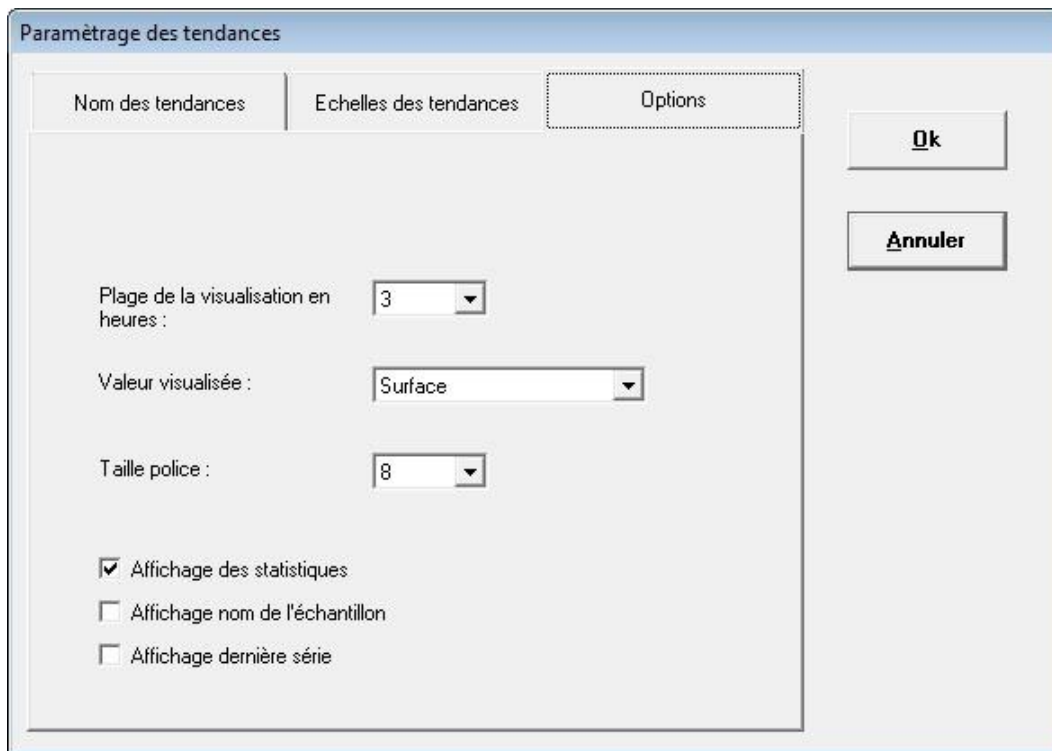 Paramètrage des tendances
Nom des tendances
Echelles des tendances
Options
Ok
Annuler
Plage de la visualisation en
heures :
3
Valeur visualisée :
Surface
Taille police :
8
Affichage des statistiques
Affichage nom de l'échantillon
Affichage dernière série